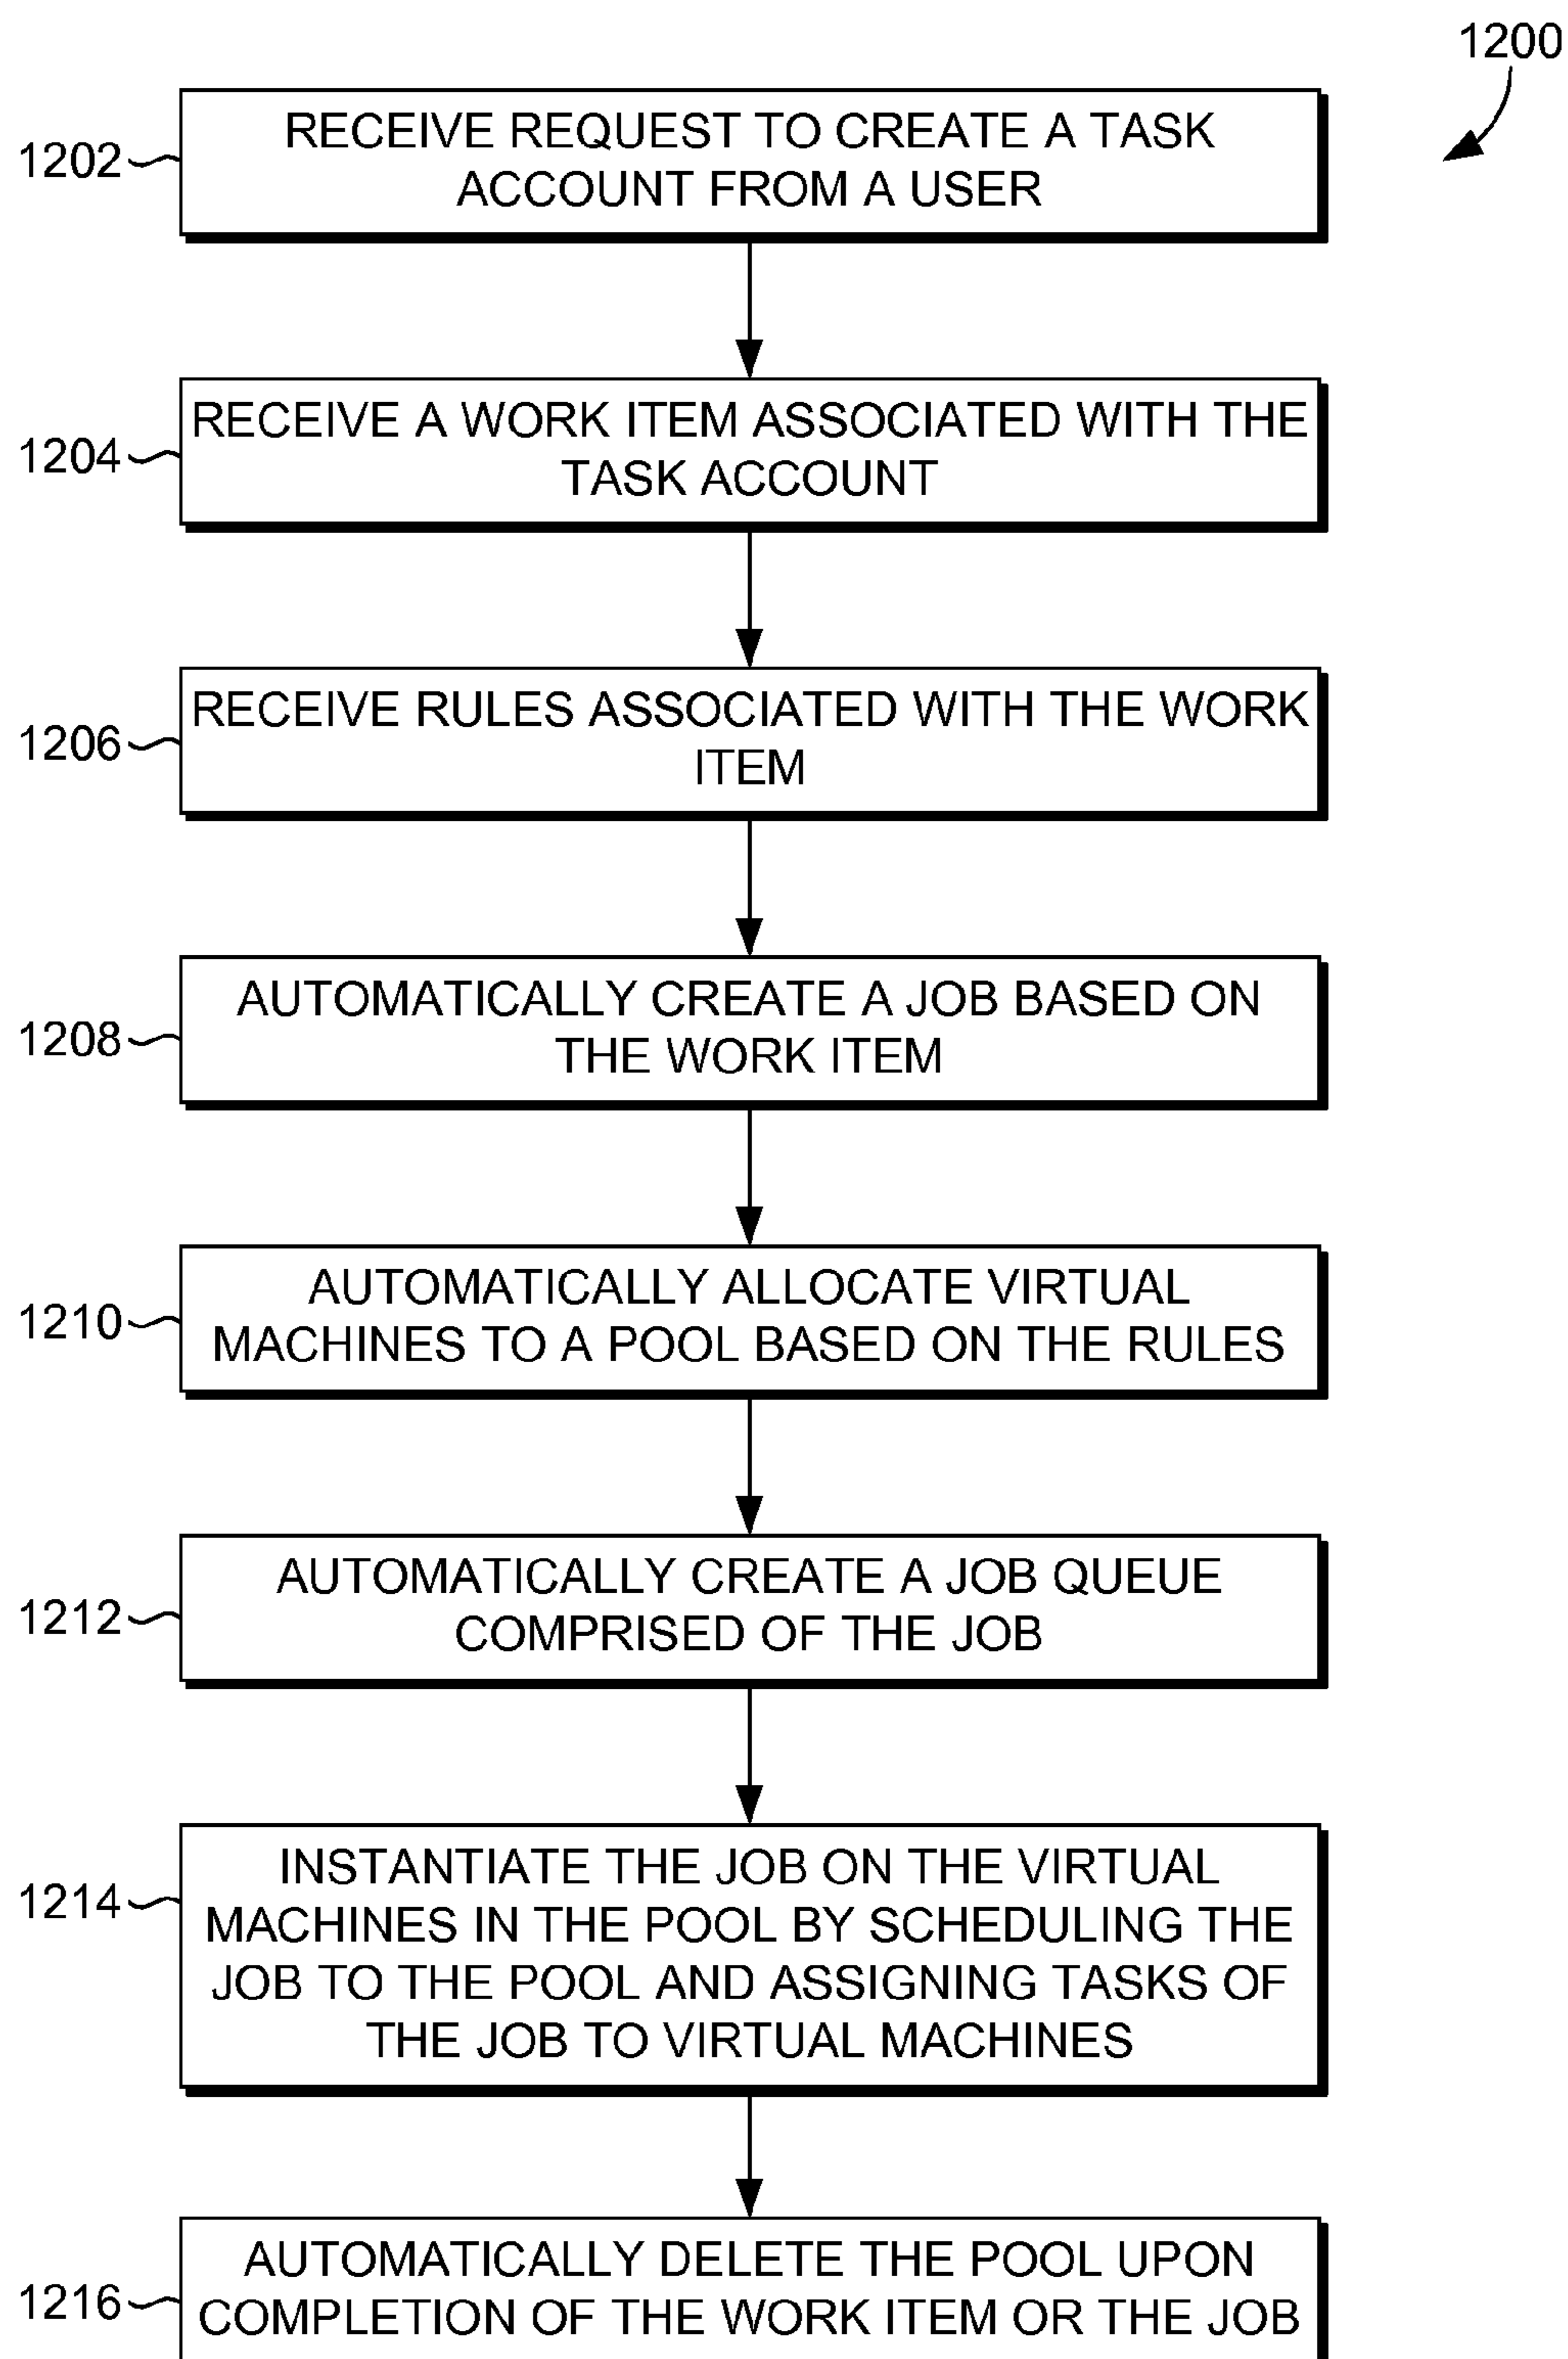 1200
1202
RECEIVE REQUEST TO CREATE A TASK
ACCOUNT FROM A USER
1204
RECEIVE A WORK ITEM ASSOCIATED WITH THE
TASK ACCOUNT
1206
RECEIVE RULES ASSOCIATED WITH THE WORK
ITEM
1208
AUTOMATICALLY CREATE A JOB BASED ON
THE WORK ITEM
1210
AUTOMATICALLY ALLOCATE VIRTUAL
MACHINES TO A POOL BASED ON THE RULES
1212
AUTOMATICALLY CREATE A JOB QUEUE
COMPRISED OF THE JOB
1214
INSTANTIATE THE JOB ON THE VIRTUAL
MACHINES IN THE POOL BY SCHEDULING THE
JOB TO THE POOL AND ASSIGNING TASKS OF
THE JOB TO VIRTUAL MACHINES
1216
AUTOMATICALLY DELETE THE POOL UPON
COMPLETION OF THE WORK ITEM OR THE JOB